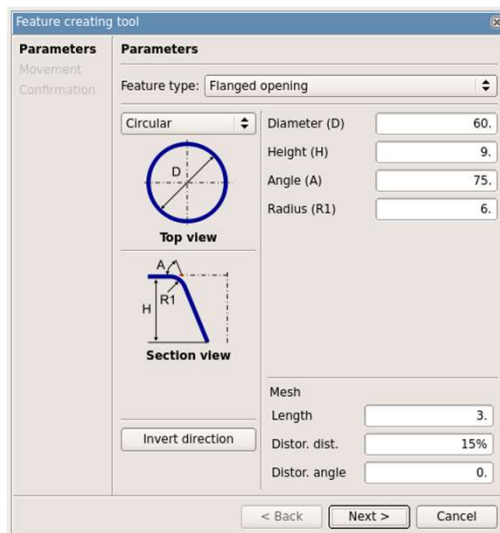 Feature creating tool
Parameters
Movement
Confirmation
Parameters
Feature type: Flanged opening
Circular
D
Top view
A
R1
H
Section view
Invert direction
Diameter (D) 60.
Height (H) 9.
Angle (A) 75.
Radius (R1) 6.
Mesh
Length 3.
Distor. dist. 15%
Distor. angle 0.
< Back Next > Cancel